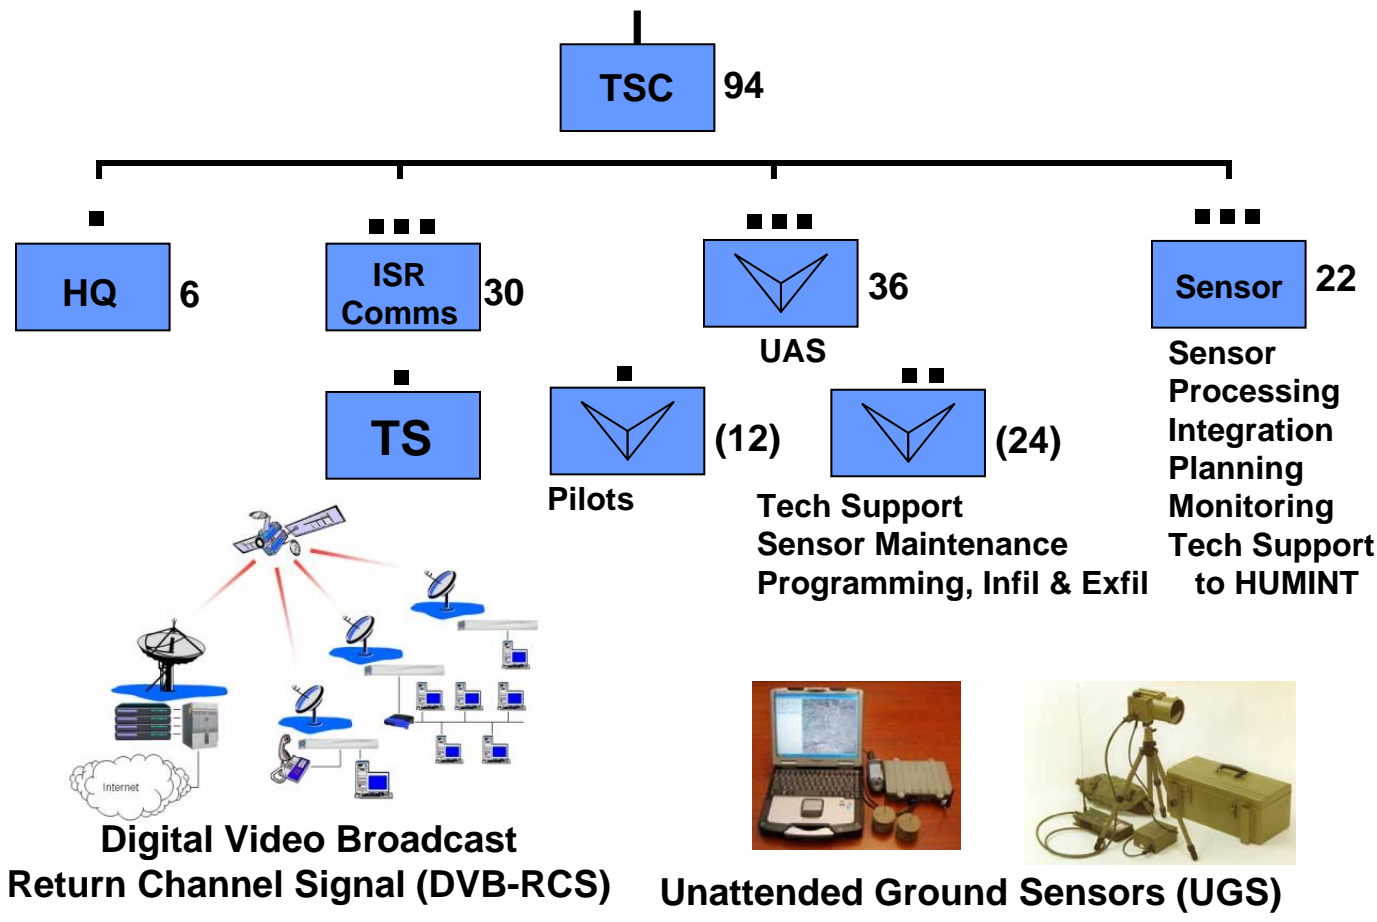 TSC 94
HQ 6
ISR
Comms 30
36
UAS
Sensor 22
TS
(12)
Pilots
(24)
Tech Support
Sensor Maintenance
Programming, Infil & Exfil
Sensor
Processing
Integration
Planning
Monitoring
Tech Support
to HUMINT
Internet
Digital Video Broadcast
Return Channel Signal (DVB-RCS)
Unattended Ground Sensors (UGS)